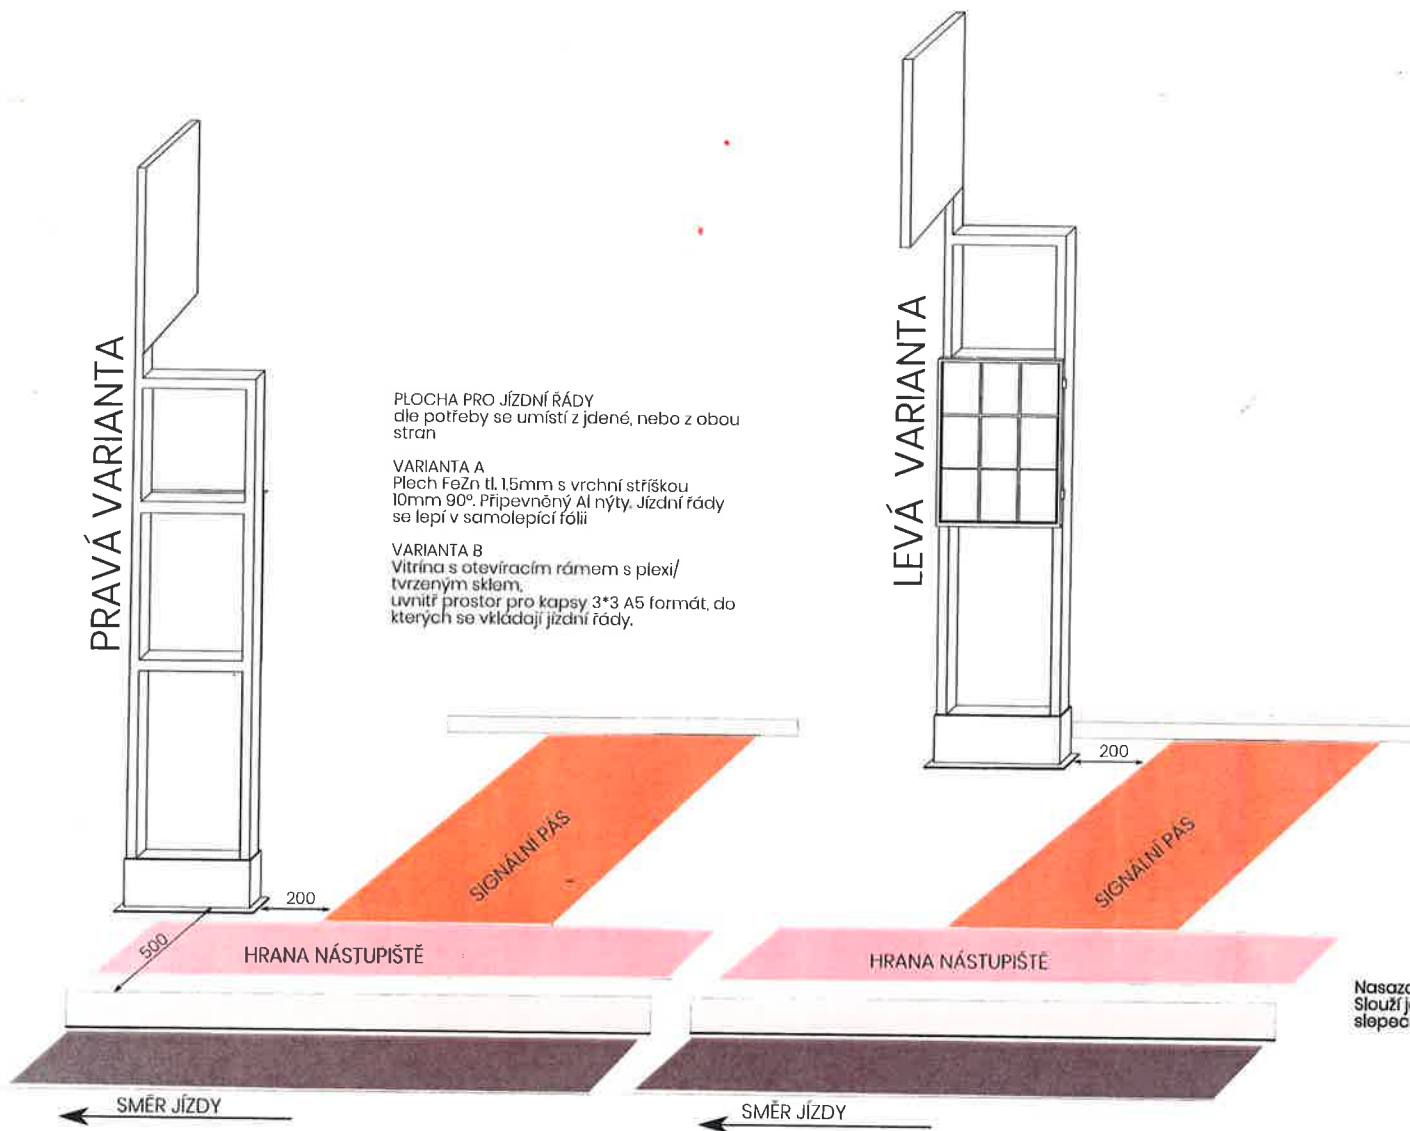 PRAVÁ VARIANTA
PLOCHA PRO JÍZDNÍ ŘÁDY
dle potřeby se umístí z jdené, nebo z obou
stran
VARIANTA A
Plech FeZn tl. 1,5mm s vrchní stříškou
10mm 90°. Připevněný Al nýty. Jízdní řády
se lepí v samolepící fólii
VARIANTA B
Vitrína s otevíracím rámem s plexi/
tvrzeným sklem,
uvnitř prostor pro kapsy 3*3 A5 formát, do
kterých se vkládají jízdní řády.
LEVÁ VARIANTA
200
SIGNÁLNÍ PÁS
200
SIGNÁLNÍ PÁS
500
HRANA NÁSTUPIŠTĚ
HRANA NÁSTUPIŠTĚ
Slouží
SMĚR JÍZDY
SMĚR JÍZDY